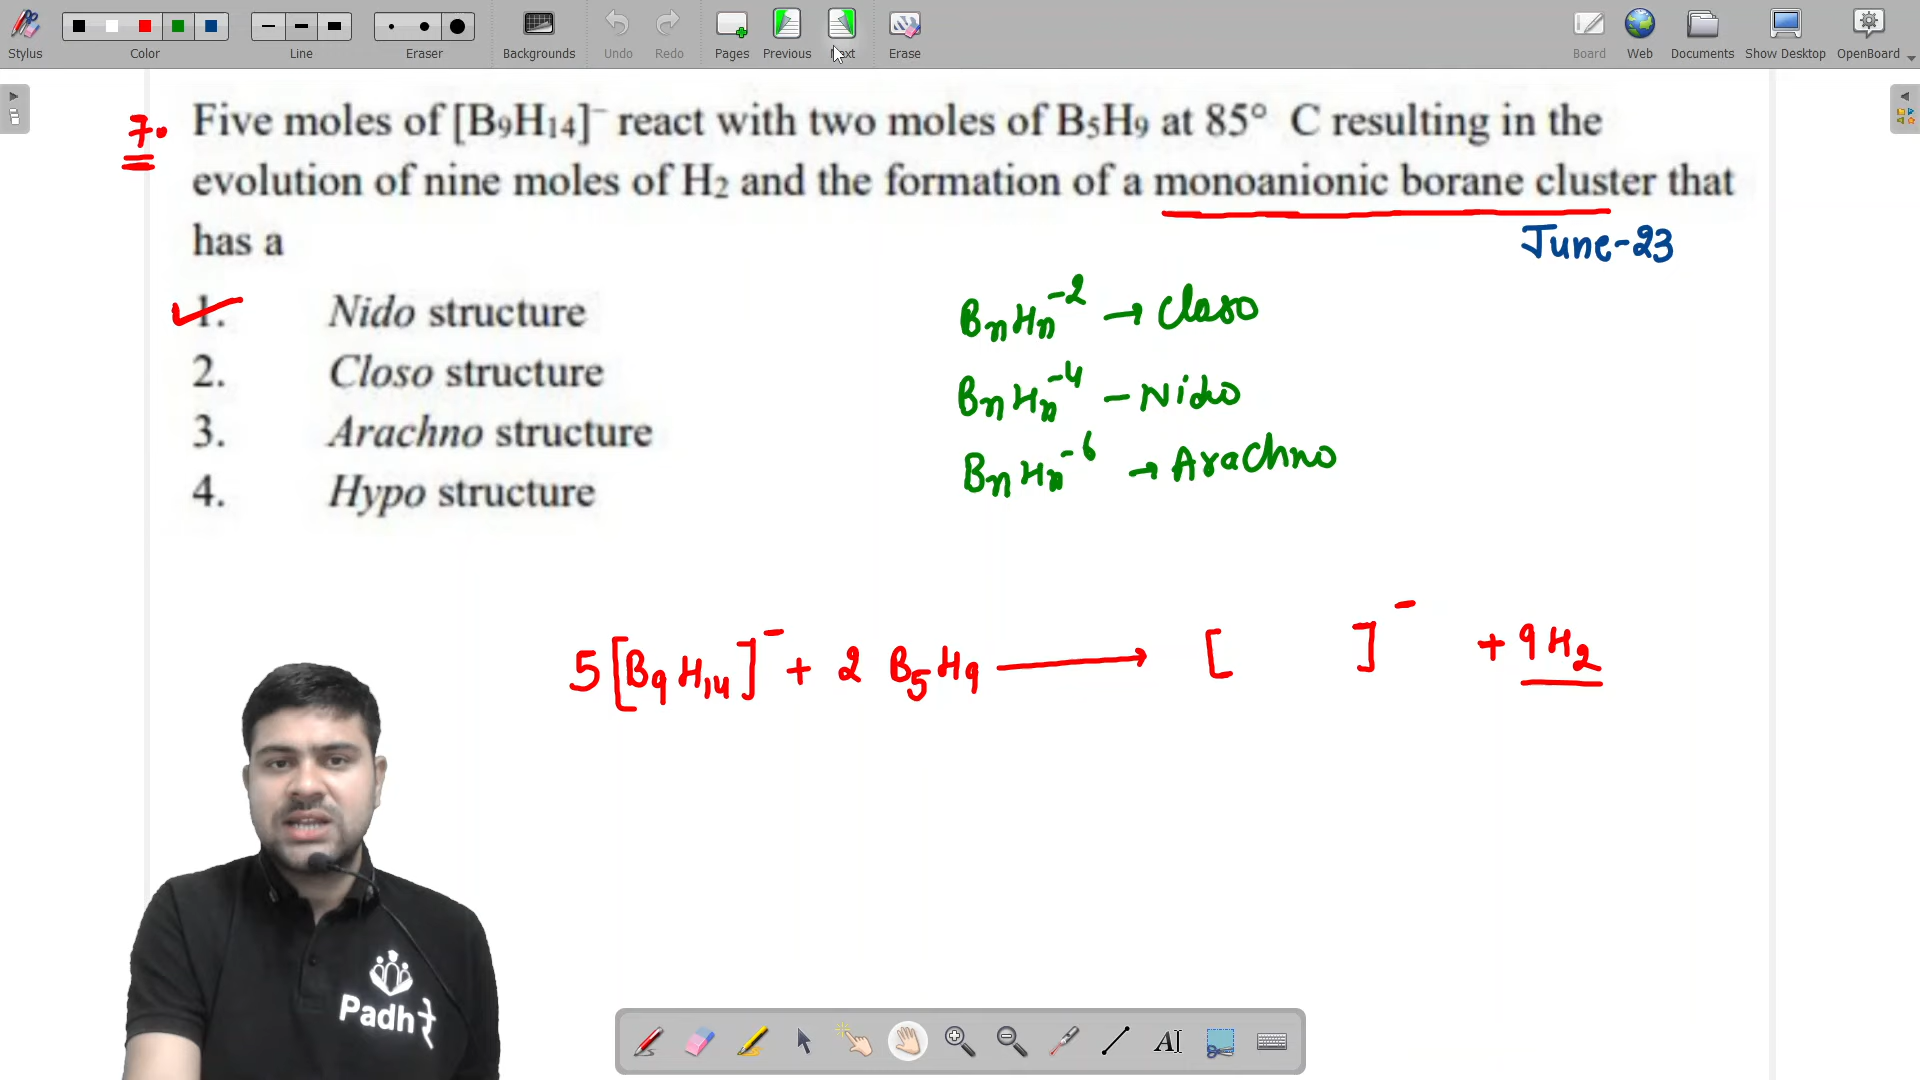 Stylus Color Line Eraser Backgrounds Undo Redo Pages Previous Next Erase Board Web Documents Show Desktop OpenBoard
7. Five moles of [B₉H₁₄]⁻ react with two moles of B₅H₉ at 85° C resulting in the
evolution of nine moles of H₂ and the formation of a monoanionic borane cluster that
has a
June-23
1. Nido structure
2. Closo structure
3. Arachno structure
4. Hypo structure
BnHn⁻² → Closo
BnHn⁻⁴ – Nido
BnHn⁻⁶ → Arachno
5[B₉H₁₄]⁻ + 2 B₅H₉ ⟶ [ ]⁻ + 9H₂
Padhरे
A